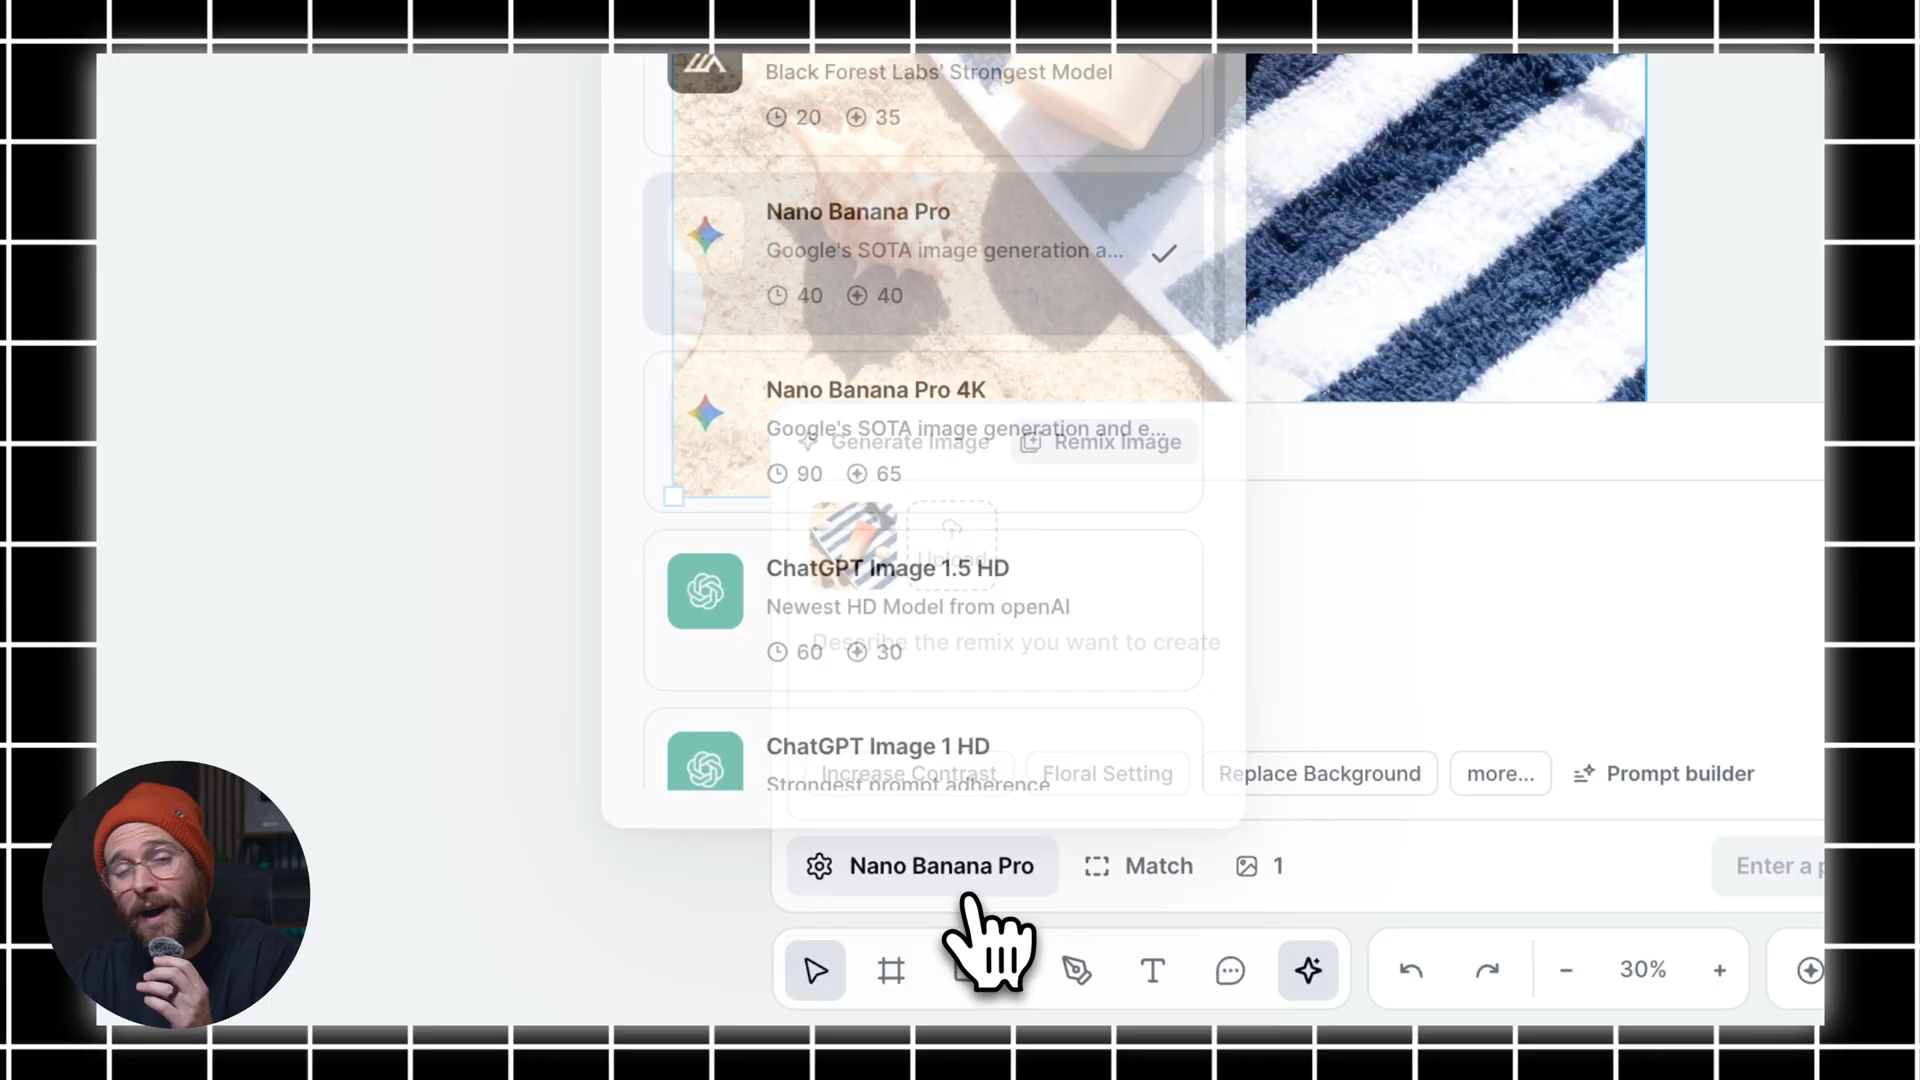 Black Forest Labs' Strongest Model
20 35
Nano Banana Pro
Google's SOTA image generation a...
40 40
Nano Banana Pro 4K
Google's SOTA image generation and e...
Generate Image Remix Image
90 65
Upload
ChatGPT Image 1.5 HD
Newest HD Model from openAI
Describe the remix you want to create
60 30
ChatGPT Image 1 HD
Strongest prompt adherence
Increase Contrast Floral Setting Replace Background more... Prompt builder
Nano Banana Pro Match 1 Enter a p
30%